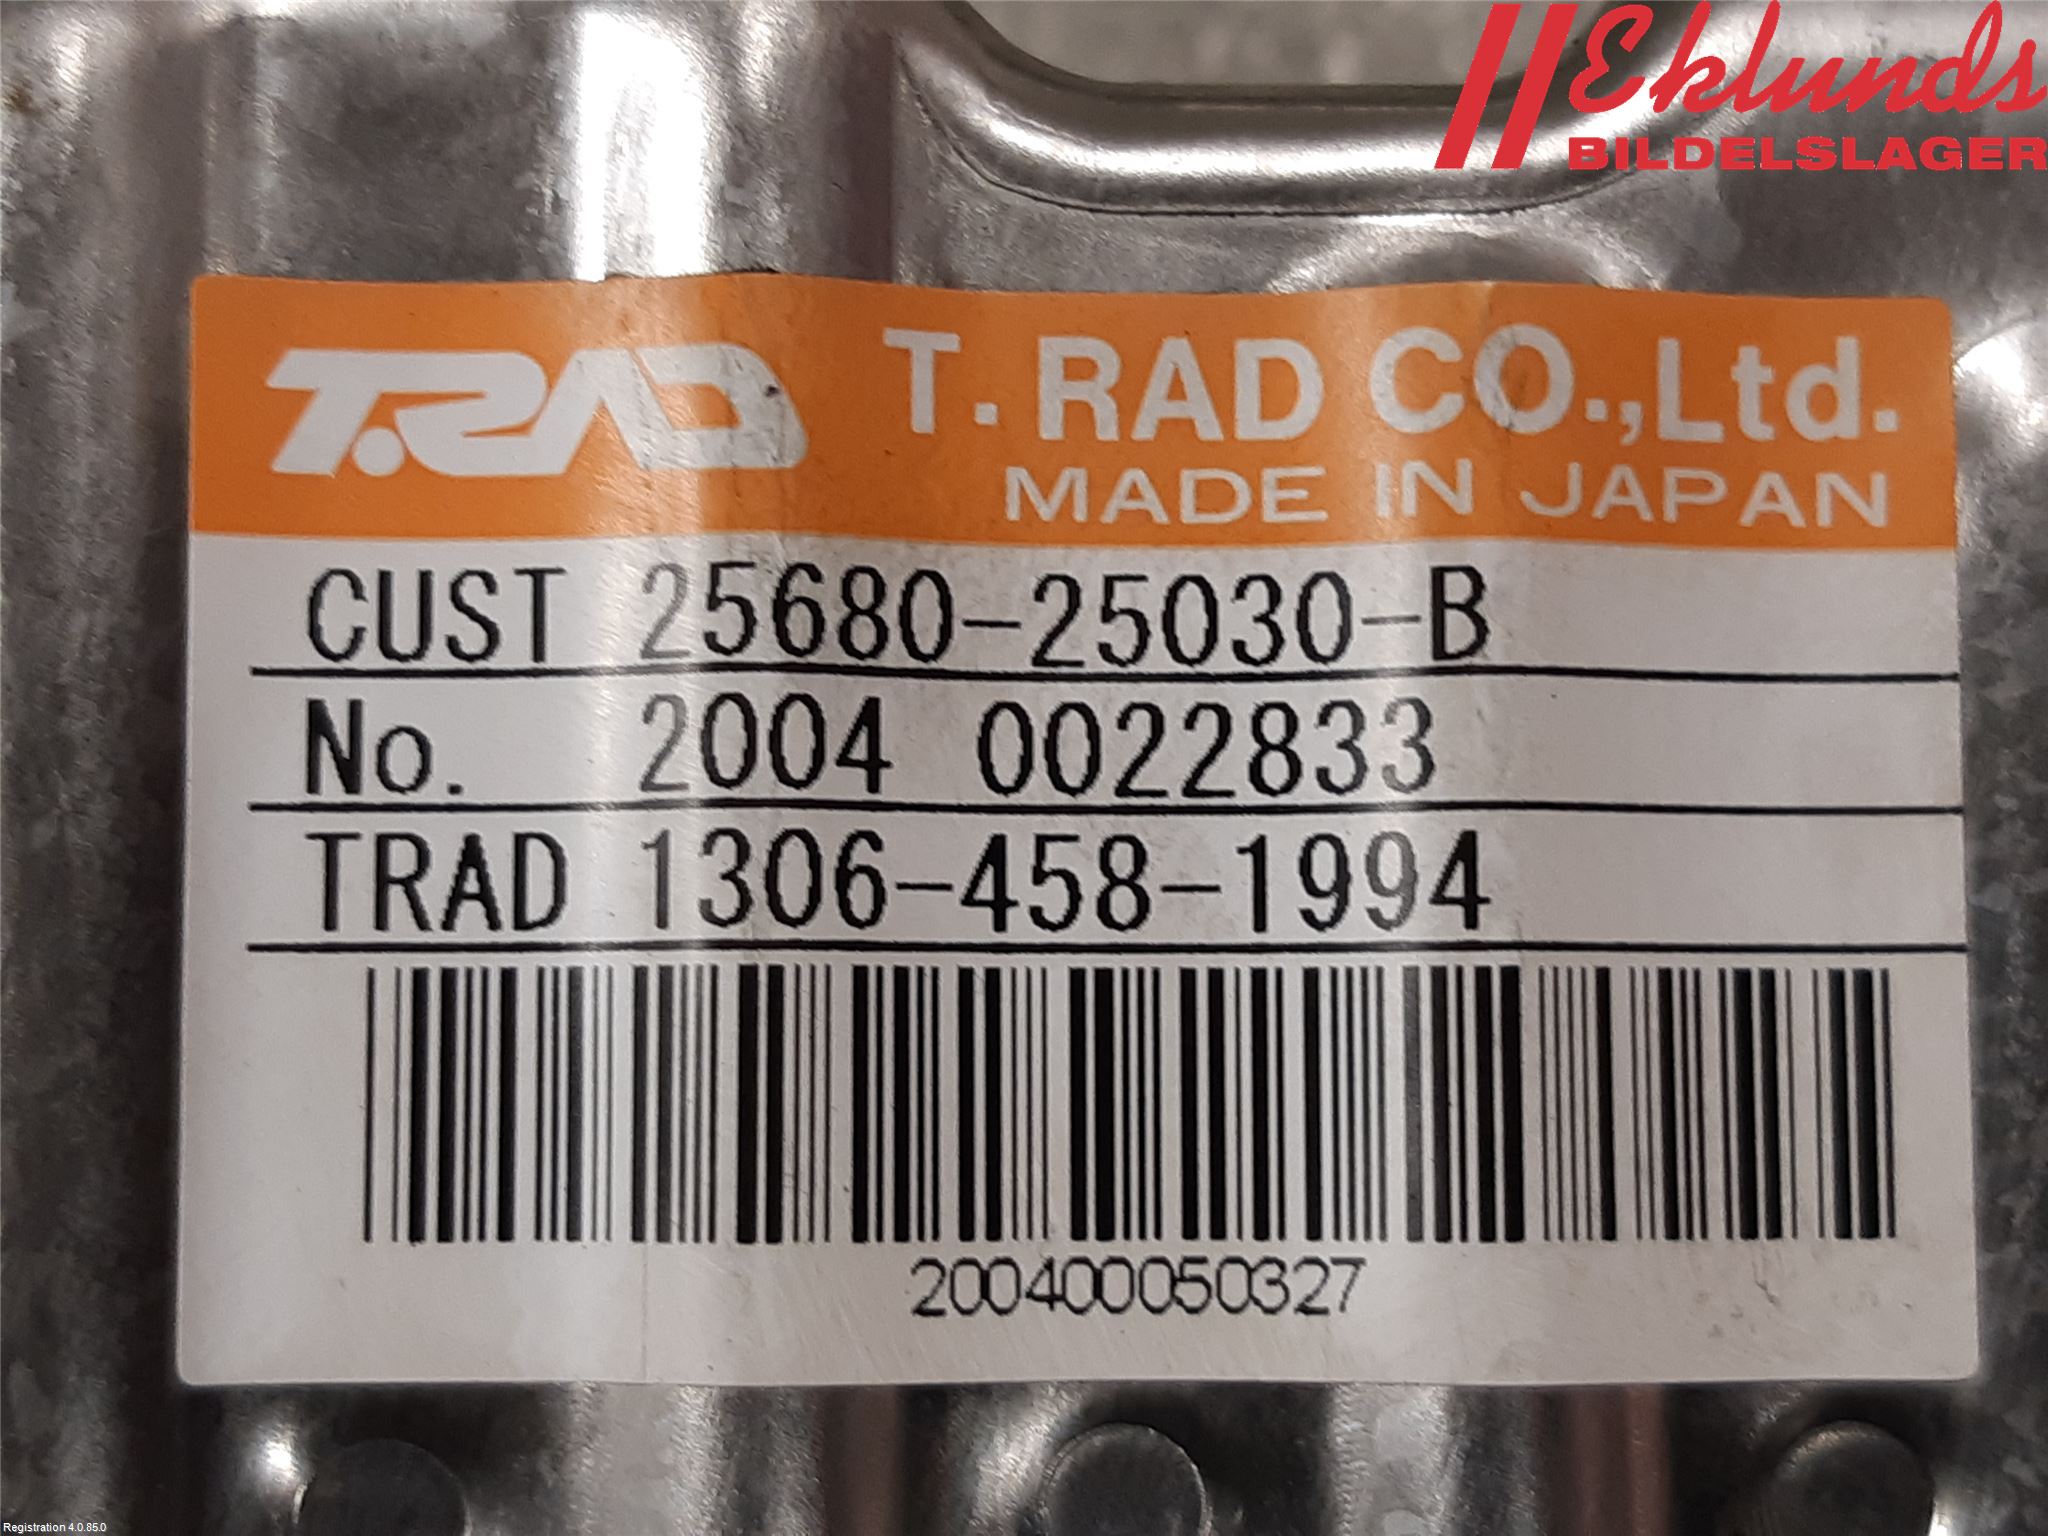 Eklunds
BILDELSLAGER
T.RAD T. RAD CO.,Ltd.
MADE IN JAPAN
CUST 25680-25030-B
No. 2004 0022833
TRAD 1306-458-1994
200400050327
Registration 4.0.85.0